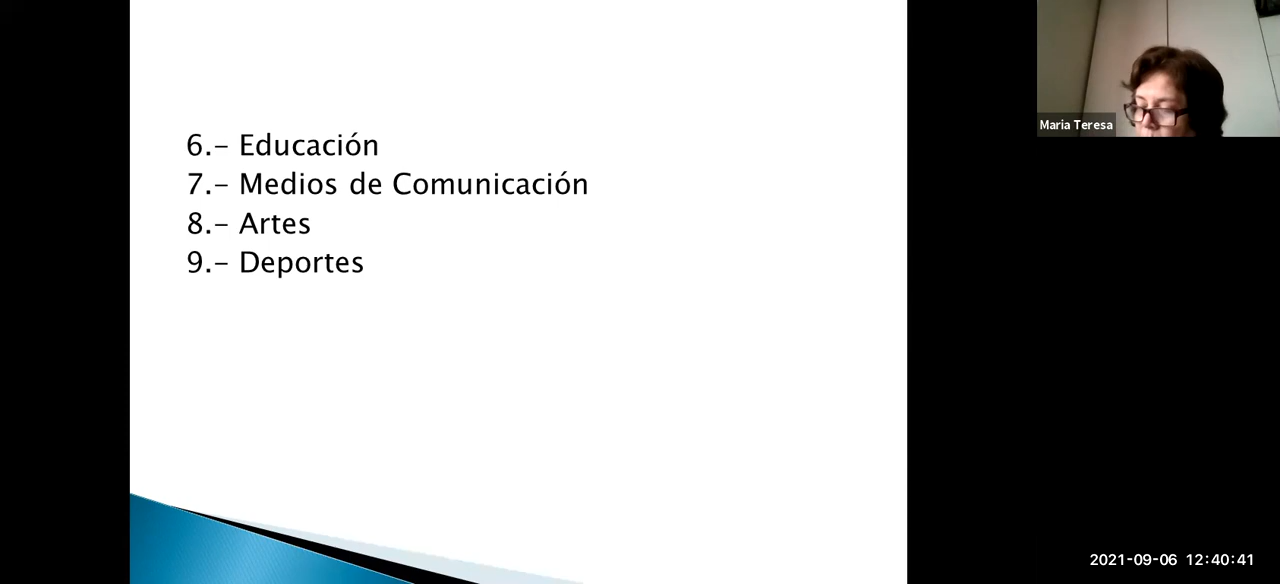 6.- Educación
7.- Medios de Comunicación
8.- Artes
9.- Deportes
Maria Teresa
2021-09-06 12:40:41